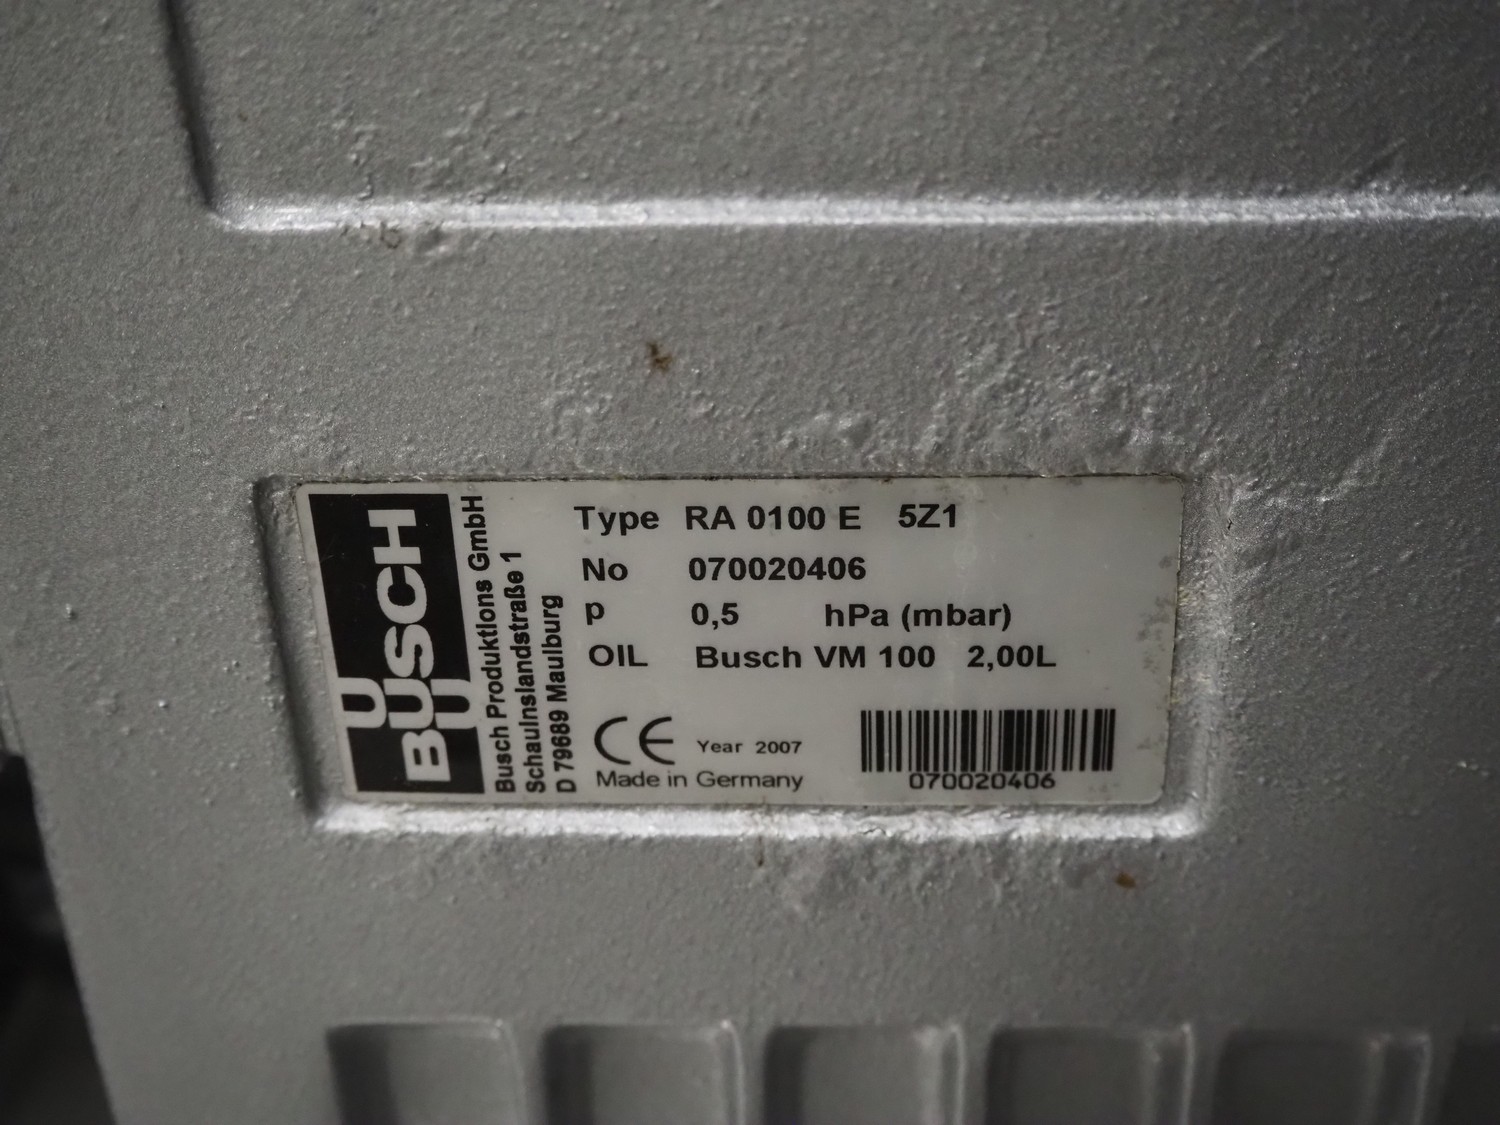 U
BUSCH
U
Busch Produktions GmbH
Schauinslandstraße 1
D 79689 Maulburg
Type RA 0100 E 5Z1
No 070020406
p 0,5 hPa (mbar)
OIL Busch VM 100 2,00L
CE Year 2007
Made in Germany
070020406